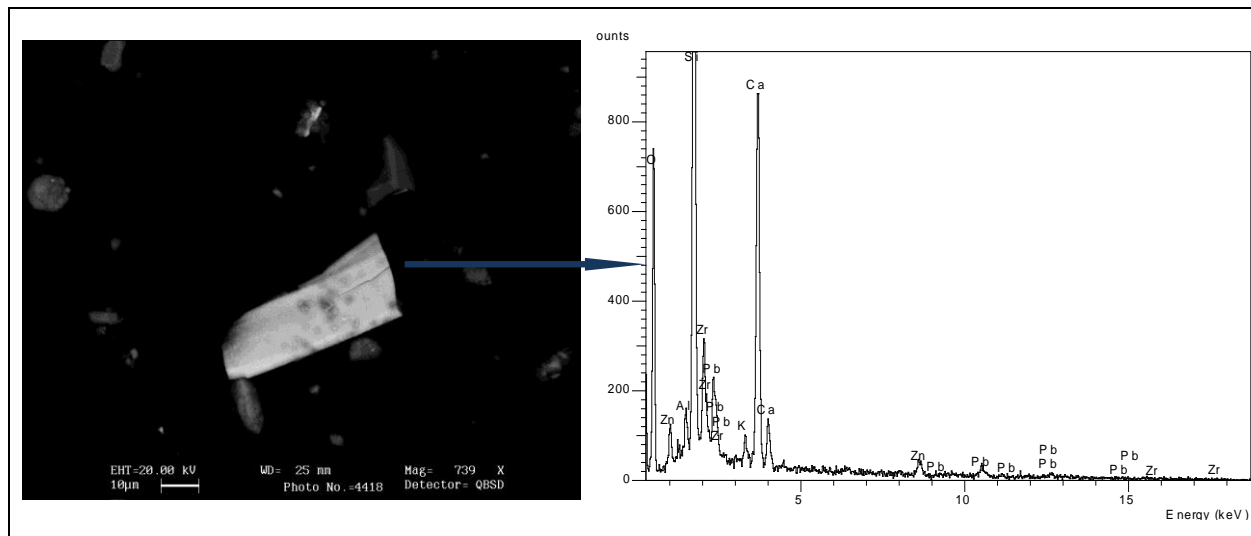 EHT=20.00 kV WD= 25 mm Mag= 739 X
10µm Photo No.=4418 Detector= QBSD
ounts
Si
800
Ca
O
600
400
Zr
Pb
Zr
200
Al
Pb
Zn
Pb
Ca
Zr
K
Zn
Pb
Pb
Pb
Pb
Pb
Pb
Pb
Zr
Zr
0
5
10
15
Energy (keV)